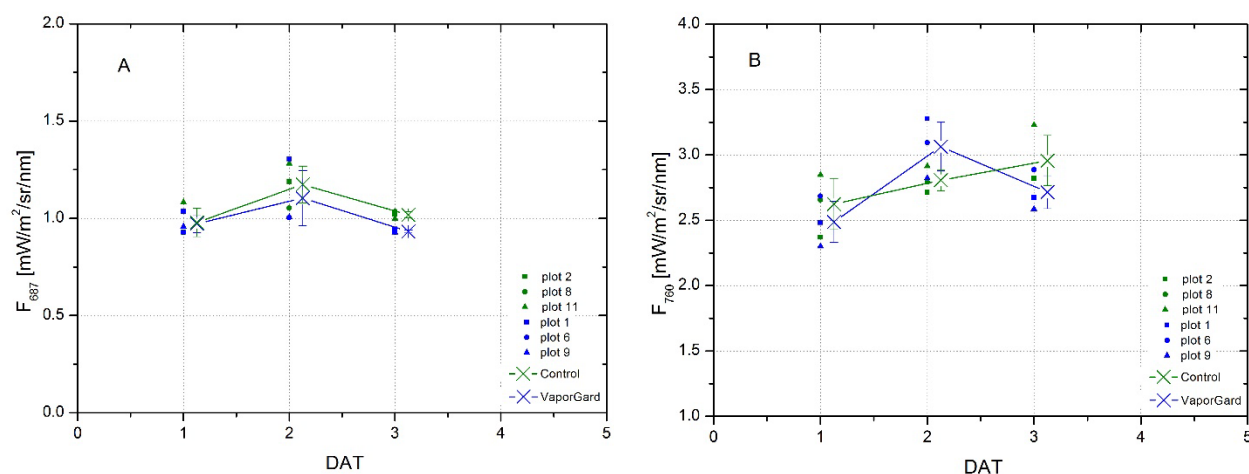 A
2.0
1.5
1.0
0.5
0.0
F687 [mW/m²/sr/nm]
0 1 2 3 4 5
DAT
plot 2
plot 8
plot 11
plot 1
plot 6
plot 9
Control
VaporGard
B
4.0
3.5
3.0
2.5
2.0
1.5
1.0
F760 [mW/m²/sr/nm]
0 1 2 3 4 5
DAT
plot 2
plot 8
plot 11
plot 1
plot 6
plot 9
Control
VaporGard